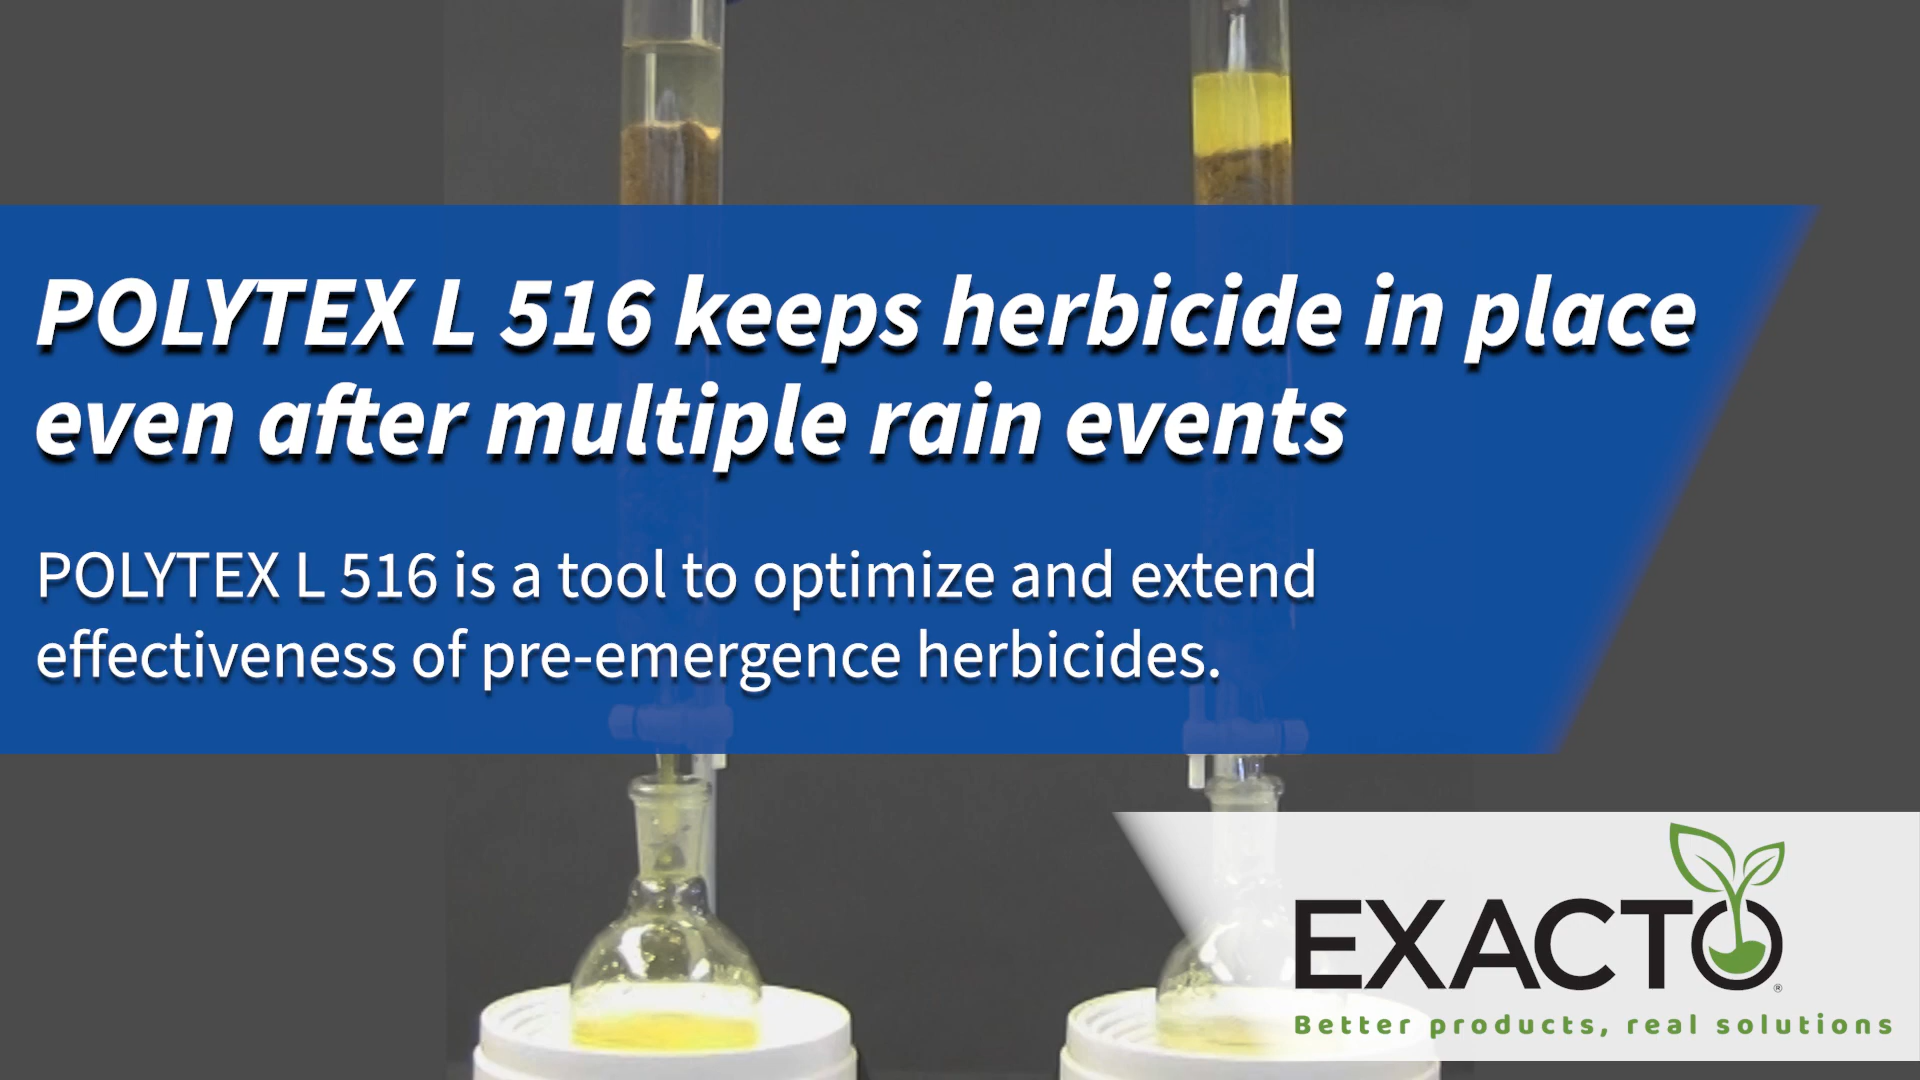 POLYTEX L 516 keeps herbicide in place
even after multiple rain events
POLYTEX L 516 is a tool to optimize and extend
effectiveness of pre-emergence herbicides.
EXACTO®
Better products, real solutions